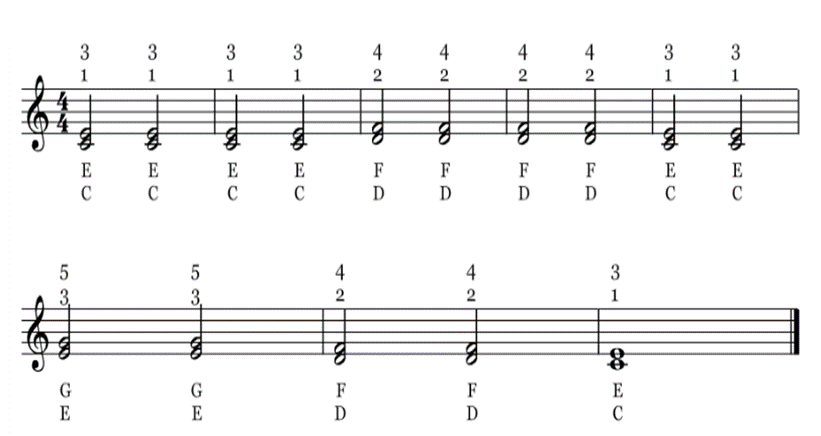 3 3 3 3 4 4 4 4 3 3
1 1 1 1 2 2 2 2 1 1
4
4
E E E E F F F F E E
C C C C D D D D C C
5 5 4 4 3
3 3 2 2 1
G G F F E
E E D D C